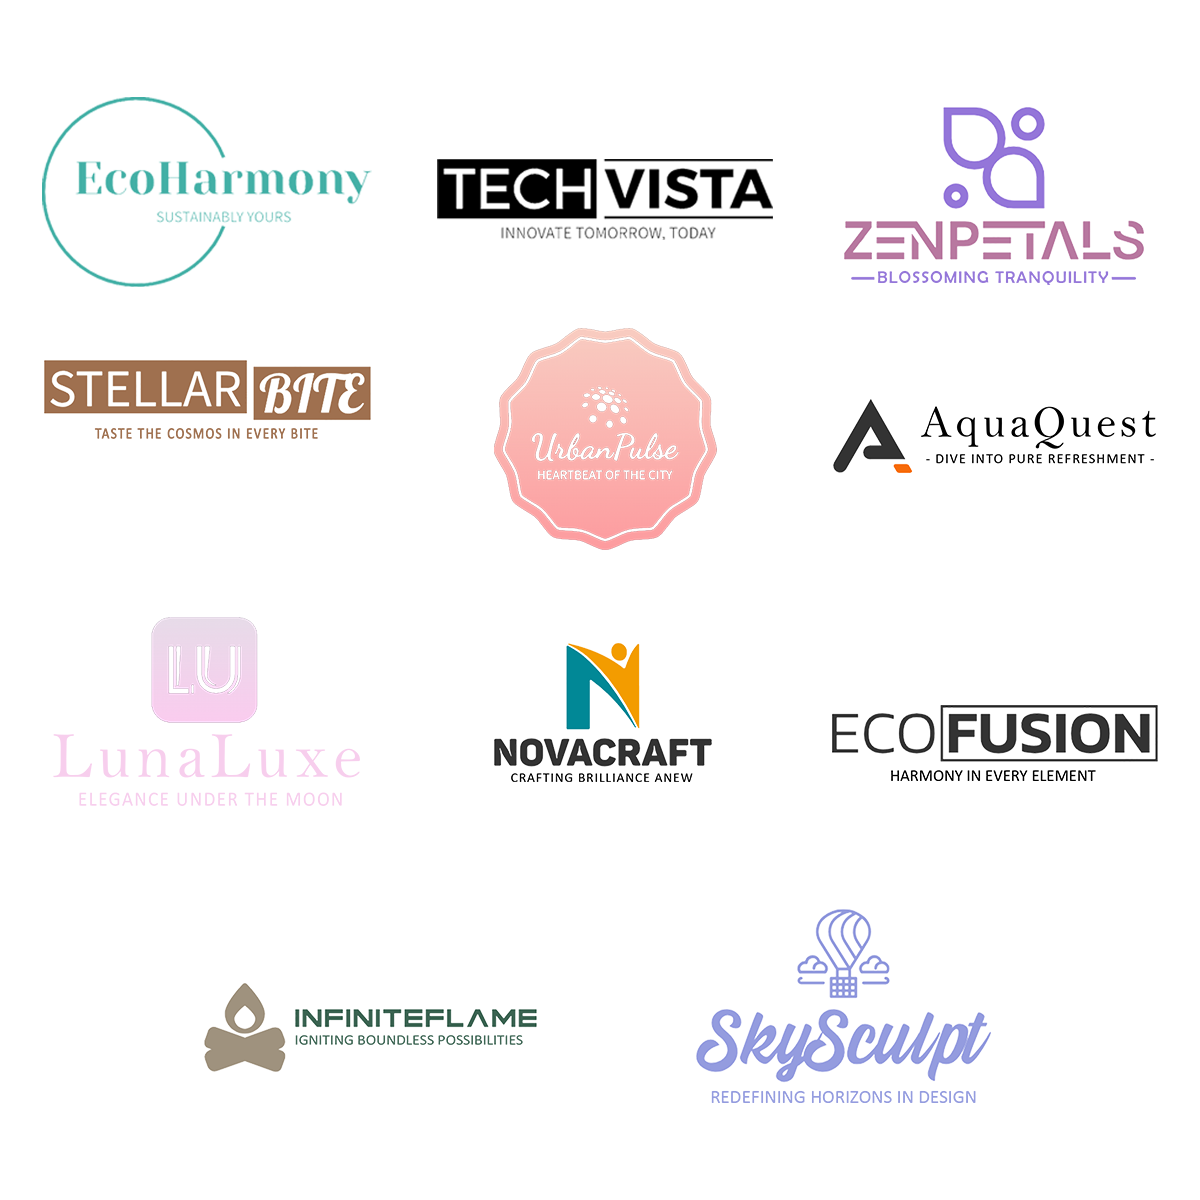 EcoHarmony
SUSTAINABLY YOURS
TECH VISTA
INNOVATE TOMORROW, TODAY
ZENPETALS
BLOSSOMING TRANQUILITY
STELLAR BITE
TASTE THE COSMOS IN EVERY BITE
UrbanPulse
HEARTBEAT OF THE CITY
AquaQuest
- DIVE INTO PURE REFRESHMENT -
LU
LunaLuxe
ELEGANCE UNDER THE MOON
NOVACRAFT
CRAFTING BRILLIANCE ANEW
ECOFUSION
HARMONY IN EVERY ELEMENT
INFINITEFLAME
IGNITING BOUNDLESS POSSIBILITIES
SkySculpt
REDEFINING HORIZONS IN DESIGN